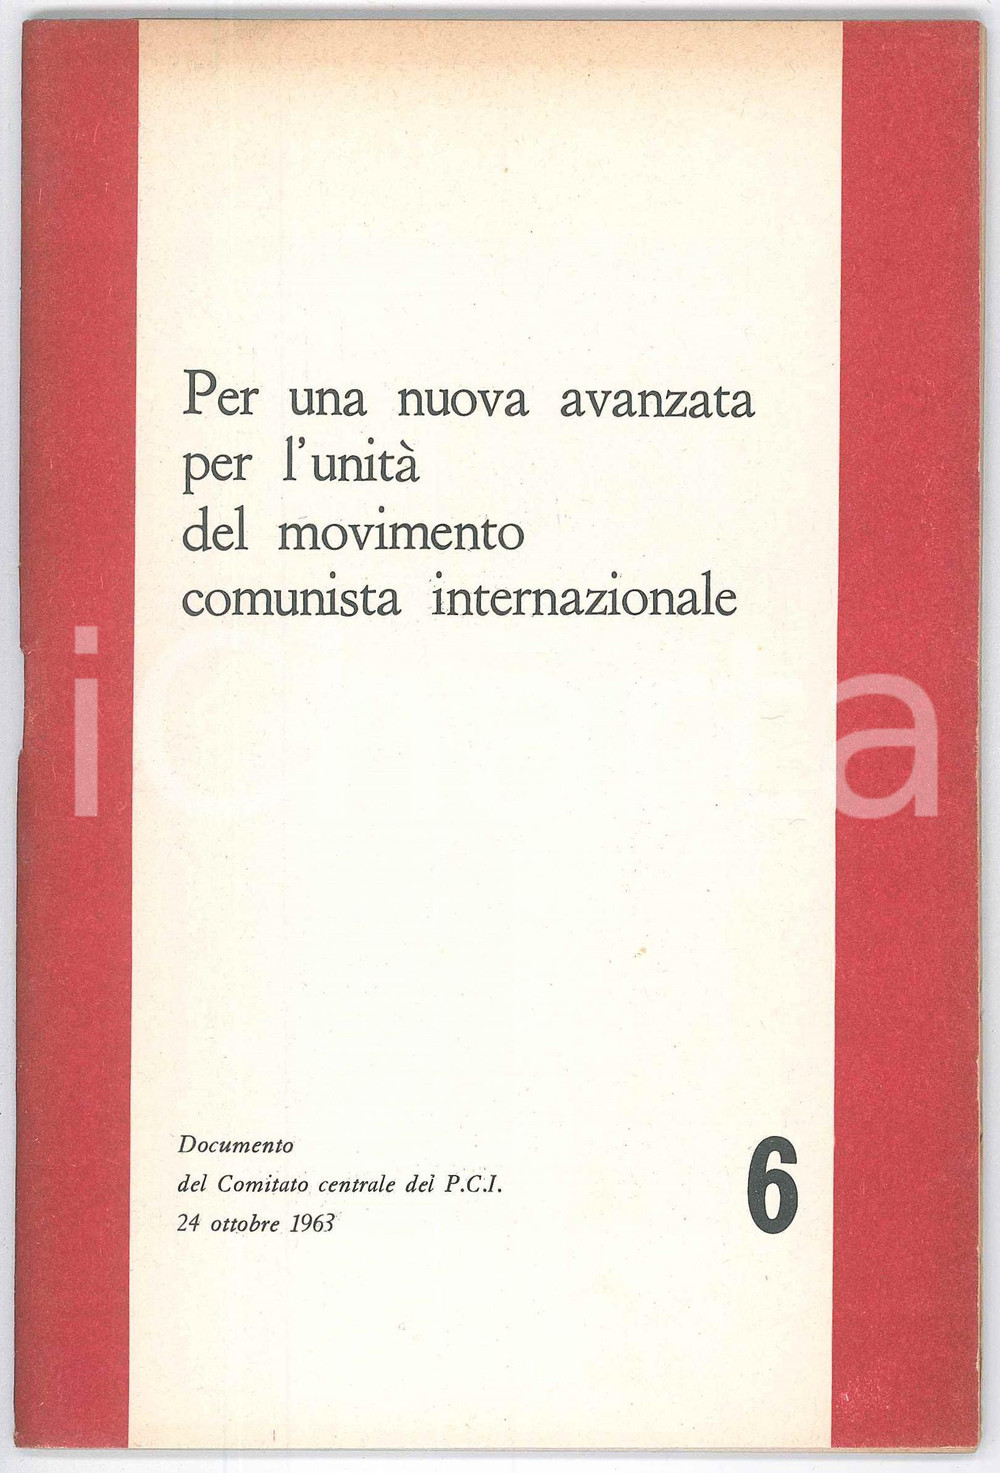 Per una nuova avanzata
per l'unità
del movimento
comunista internazionale
Documento
del Comitato centrale del P.C.I.
24 ottobre 1963
6